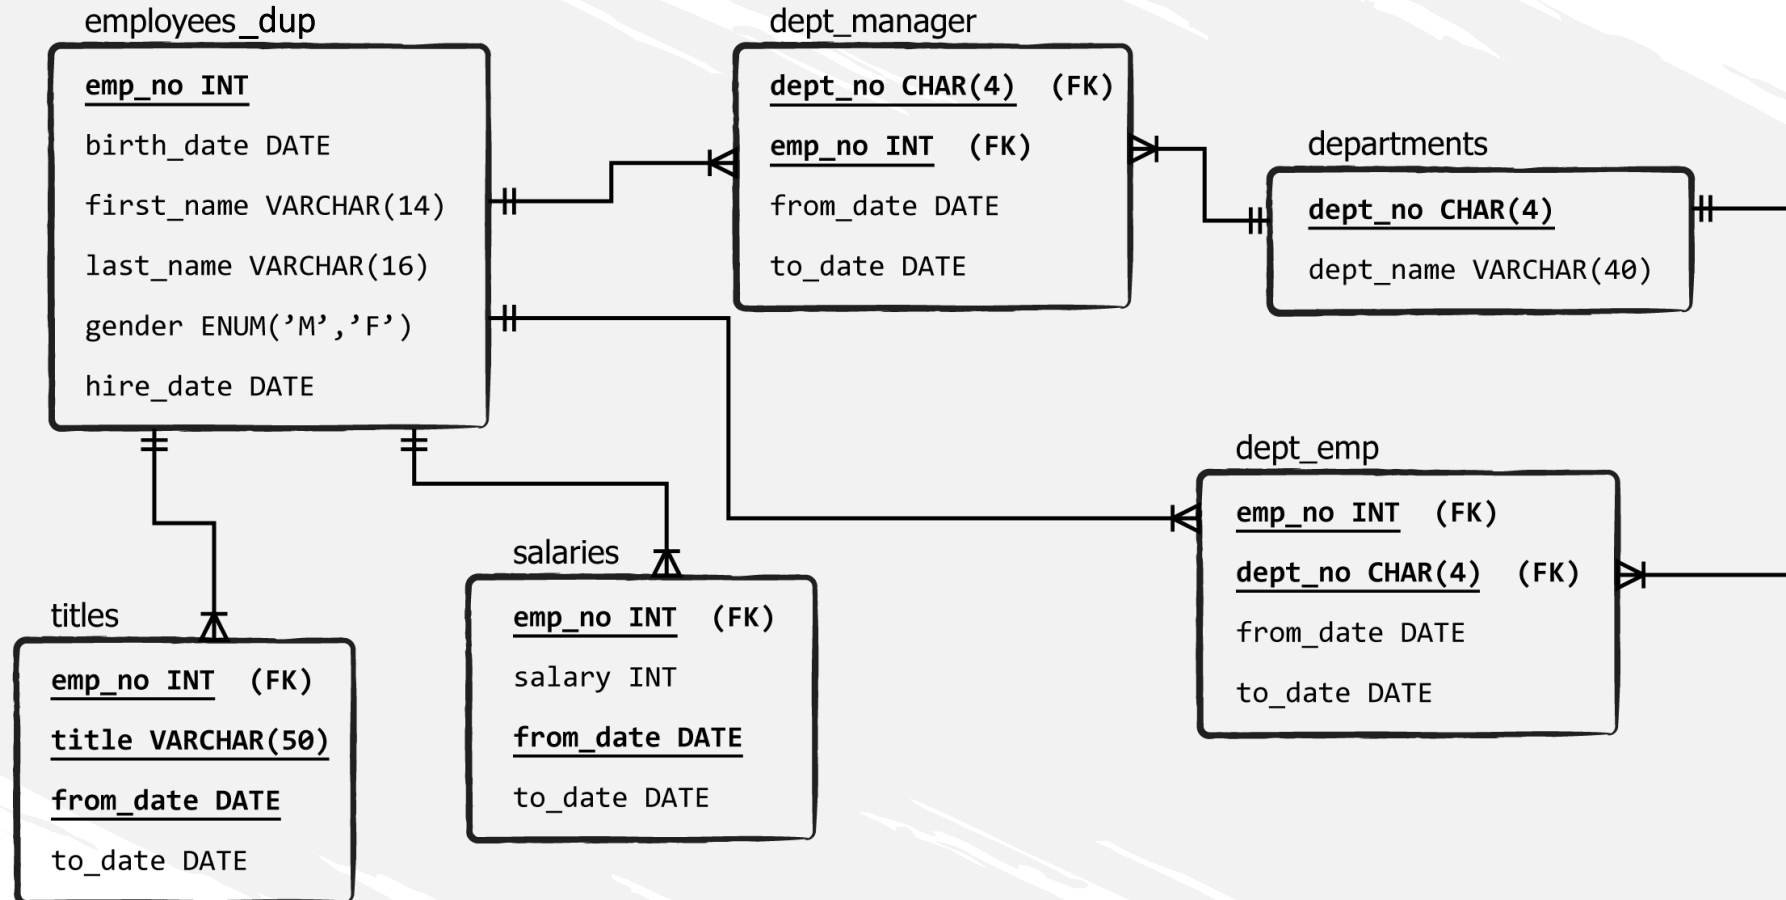 employees_dup
emp_no INT
birth_date DATE
first_name VARCHAR(14)
last_name VARCHAR(16)
gender ENUM(’M’,’F’)
hire_date DATE
dept_manager
dept_no CHAR(4) (FK)
emp_no INT (FK)
from_date DATE
to_date DATE
departments
dept_no CHAR(4)
dept_name VARCHAR(40)
dept_emp
emp_no INT (FK)
dept_no CHAR(4) (FK)
from_date DATE
to_date DATE
salaries
emp_no INT (FK)
salary INT
from_date DATE
to_date DATE
titles
emp_no INT (FK)
title VARCHAR(50)
from_date DATE
to_date DATE